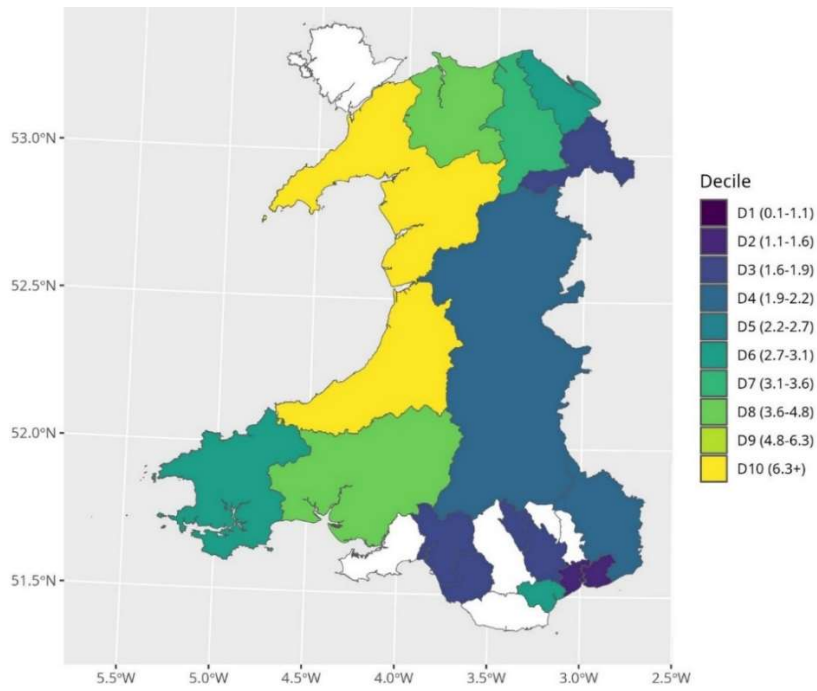 53.0°N
52.5°N
52.0°N
51.5°N
5.5°W 5.0°W 4.5°W 4.0°W 3.5°W 3.0°W 2.5°W
Decile
D1 (0.1-1.1)
D2 (1.1-1.6)
D3 (1.6-1.9)
D4 (1.9-2.2)
D5 (2.2-2.7)
D6 (2.7-3.1)
D7 (3.1-3.6)
D8 (3.6-4.8)
D9 (4.8-6.3)
D10 (6.3+)